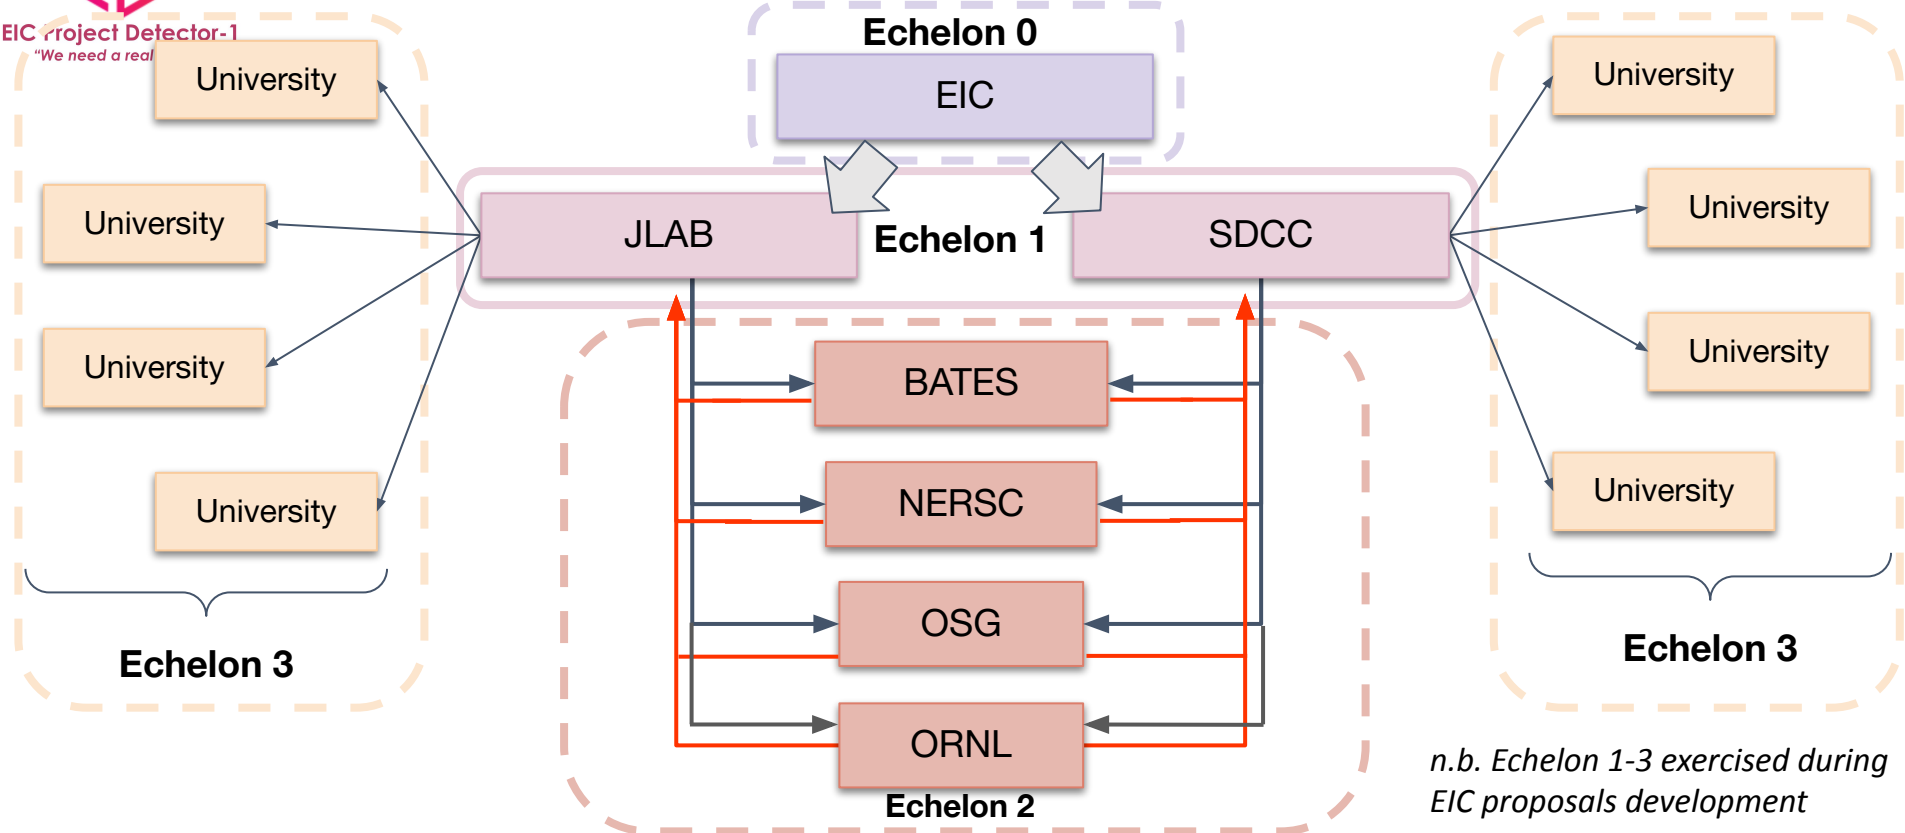 EIC Project Detector-1
"We need a real
Echelon 0
EIC
University
University
University
University
Echelon 3
JLAB
Echelon 1
SDCC
BATES
NERSC
OSG
ORNL
Echelon 2
University
University
University
University
Echelon 3
n.b. Echelon 1-3 exercised during
EIC proposals development